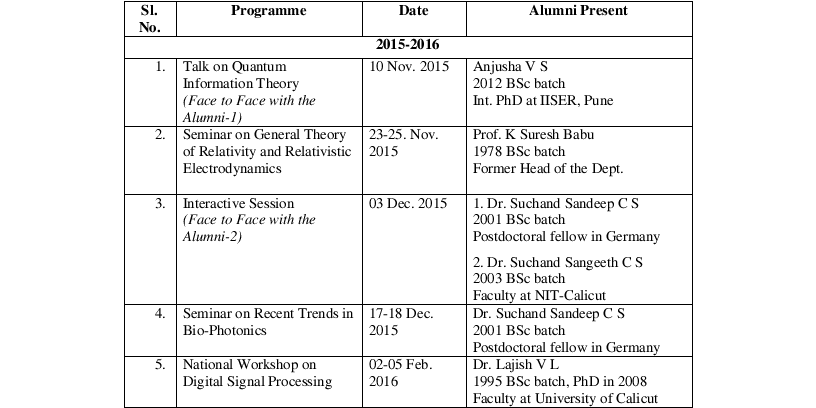 Sl. No. Programme Date Alumni Present
2015-2016
1. Talk on Quantum Information Theory (Face to Face with the Alumni-1) 10 Nov. 2015 Anjusha V S 2012 BSc batch Int. PhD at IISER, Pune
2. Seminar on General Theory of Relativity and Relativistic Electrodynamics 23-25. Nov. 2015 Prof. K Suresh Babu 1978 BSc batch Former Head of the Dept.
3. Interactive Session (Face to Face with the Alumni-2) 03 Dec. 2015 1. Dr. Suchand Sandeep C S 2001 BSc batch Postdoctoral fellow in Germany 2. Dr. Suchand Sangeeth C S 2003 BSc batch Faculty at NIT-Calicut
4. Seminar on Recent Trends in Bio-Photonics 17-18 Dec. 2015 Dr. Suchand Sandeep C S 2001 BSc batch Postdoctoral fellow in Germany
5. National Workshop on Digital Signal Processing 02-05 Feb. 2016 Dr. Lajish V L 1995 BSc batch, PhD in 2008 Faculty at University of Calicut